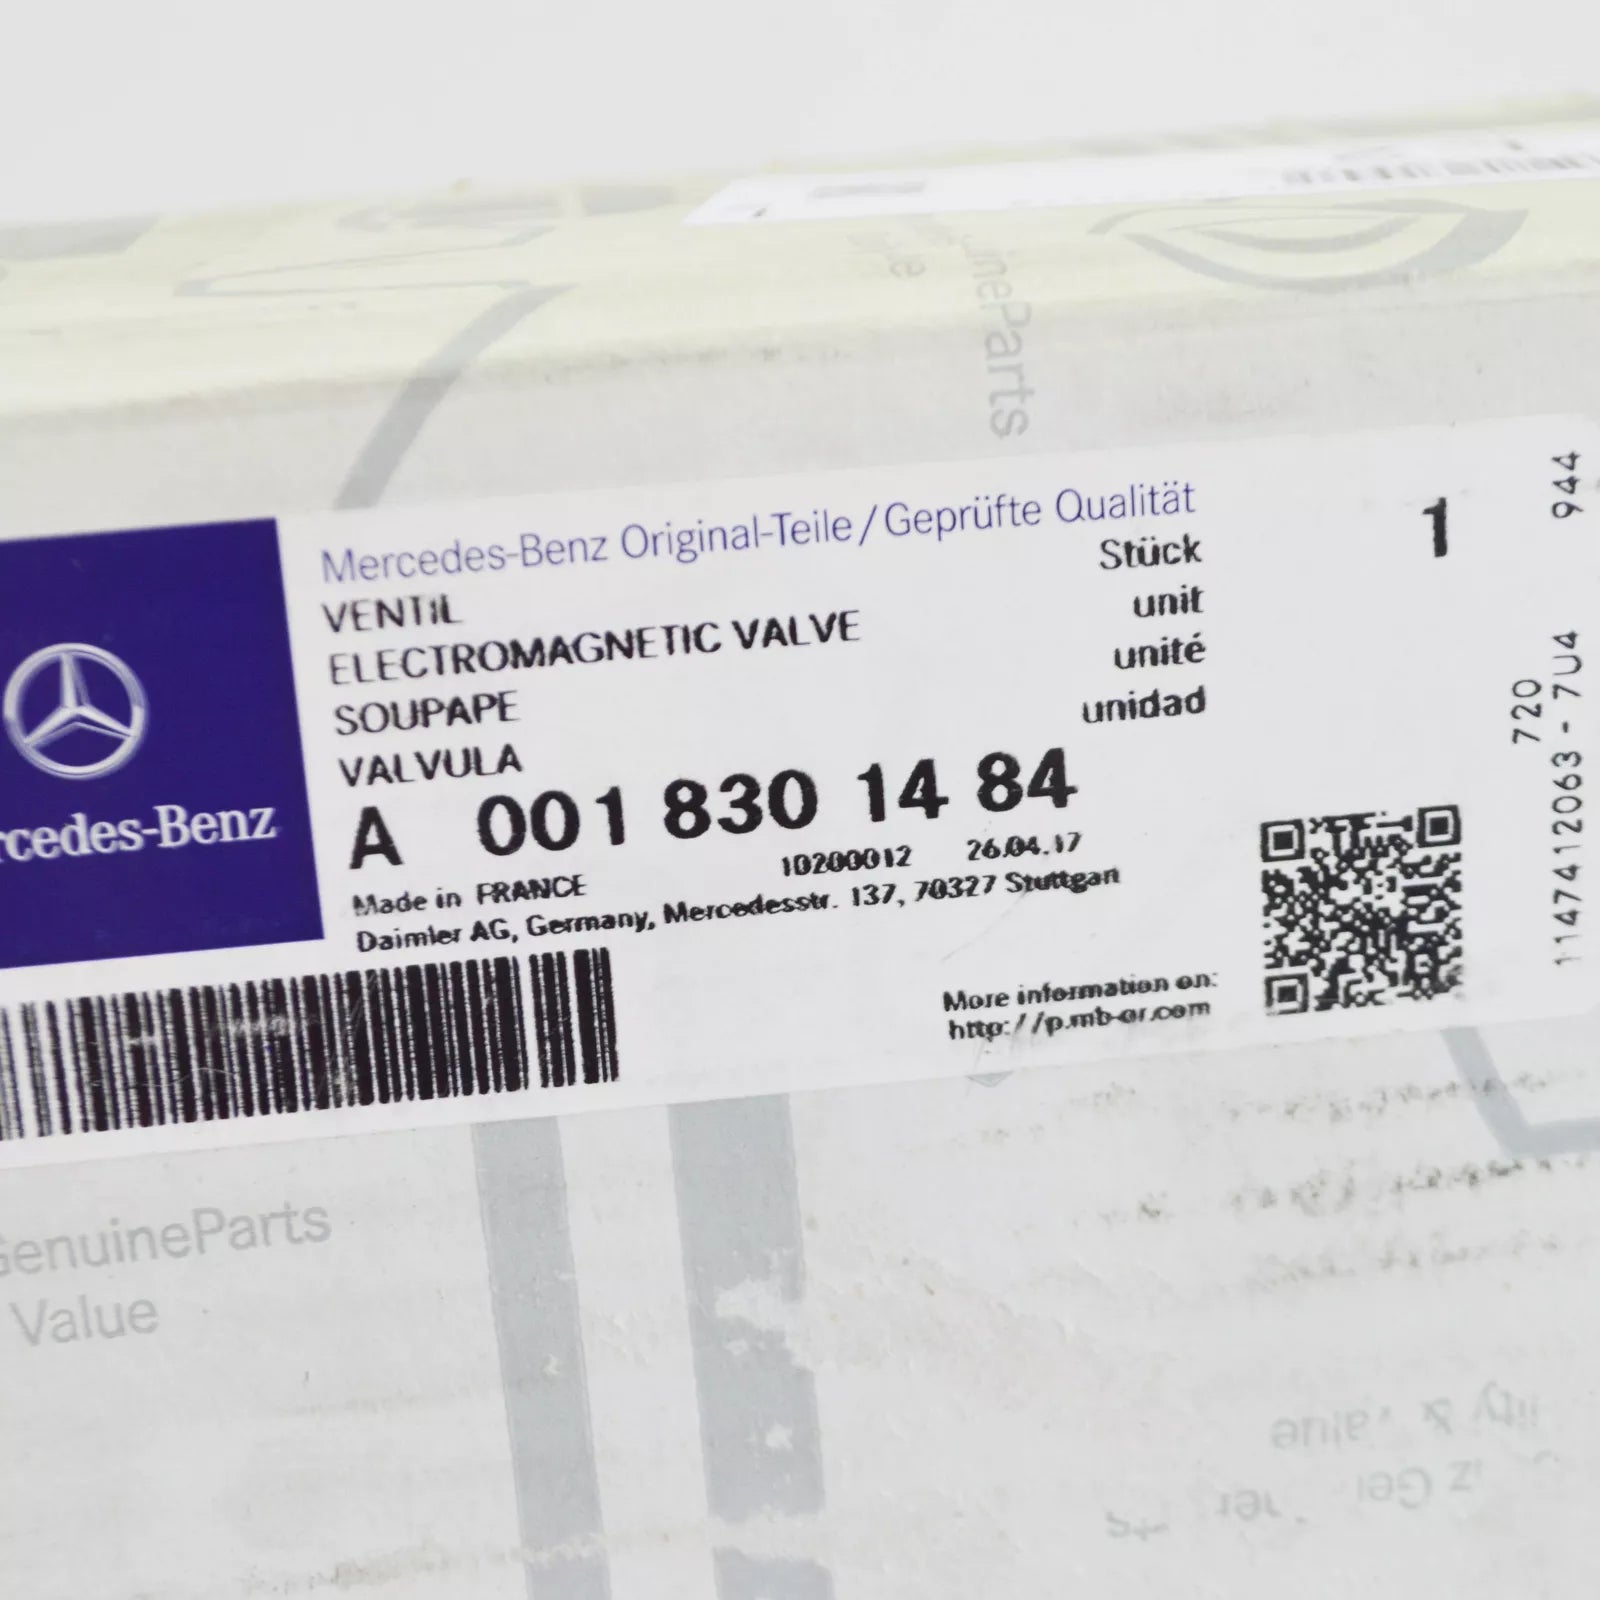 ineParts
Mercedes-Benz Original-Teile/Geprüfte Qualität
Stück
1
VENTIL
unit
ELECTROMAGNETIC VALVE
unité
SOUPAPE
unidad
VALVULA
A 001 830 14 84
10200012 26.04.17
Made in FRANCE
Daimler AG, Germany, Mercedesstr. 137, 70327 Stuttgart
More information on:
http://p.mb-qr.com
rcedes-Benz
944
720
1147412063-7U4
GenuineParts
Value